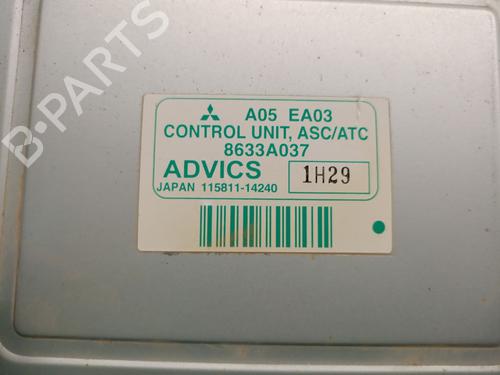 A05 EA03
CONTROL UNIT, ASC/ATC
8633A037
ADVICS 1H29
JAPAN 115811-14240
B-PARTS